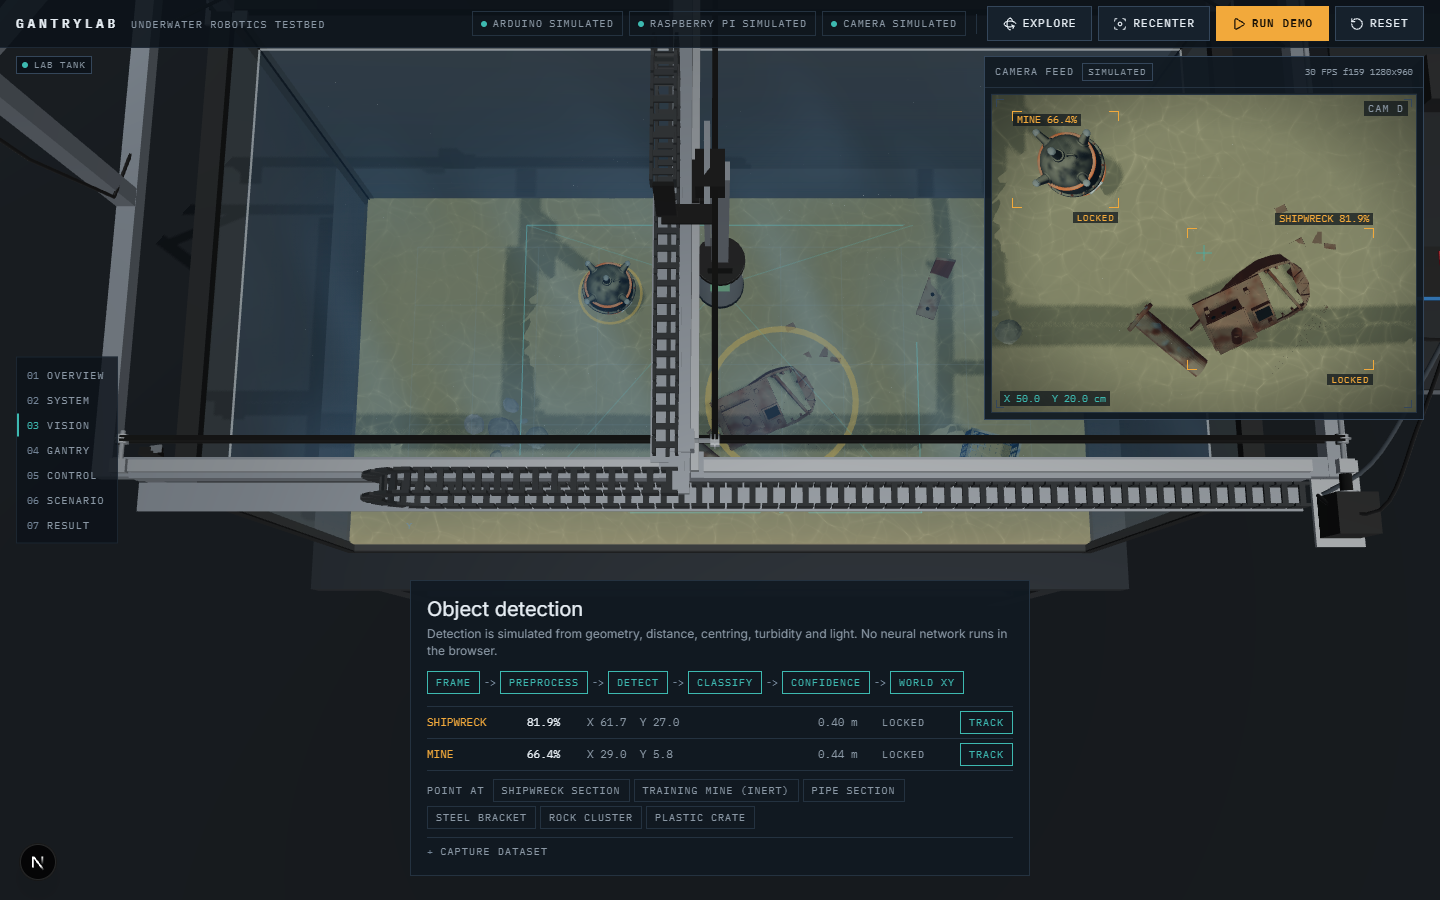 GANTRYLAB UNDERWATER ROBOTICS TESTBED ARDUINO SIMULATED RASPBERRY PI SIMULATED CAMERA SIMULATED EXPLORE RECENTER RUN DEMO RESET
LAB TANK
CAMERA FEED SIMULATED 30 FPS f159 1280x960
CAM D
MINE 66.4%
LOCKED
SHIPWRECK 81.9%
LOCKED
X 50.0 Y 20.0 cm
01 OVERVIEW
02 SYSTEM
03 VISION
04 GANTRY
05 CONTROL
06 SCENARIO
07 RESULT
Object detection
Detection is simulated from geometry, distance, centring, turbidity and light. No neural network runs in
the browser.
FRAME -> PREPROCESS -> DETECT -> CLASSIFY -> CONFIDENCE -> WORLD XY
SHIPWRECK 81.9% X 61.7 Y 27.0 0.40 m LOCKED TRACK
MINE 66.4% X 29.0 Y 5.8 0.44 m LOCKED TRACK
POINT AT SHIPWRECK SECTION TRAINING MINE (INERT) PIPE SECTION
STEEL BRACKET ROCK CLUSTER PLASTIC CRATE
+ CAPTURE DATASET
N